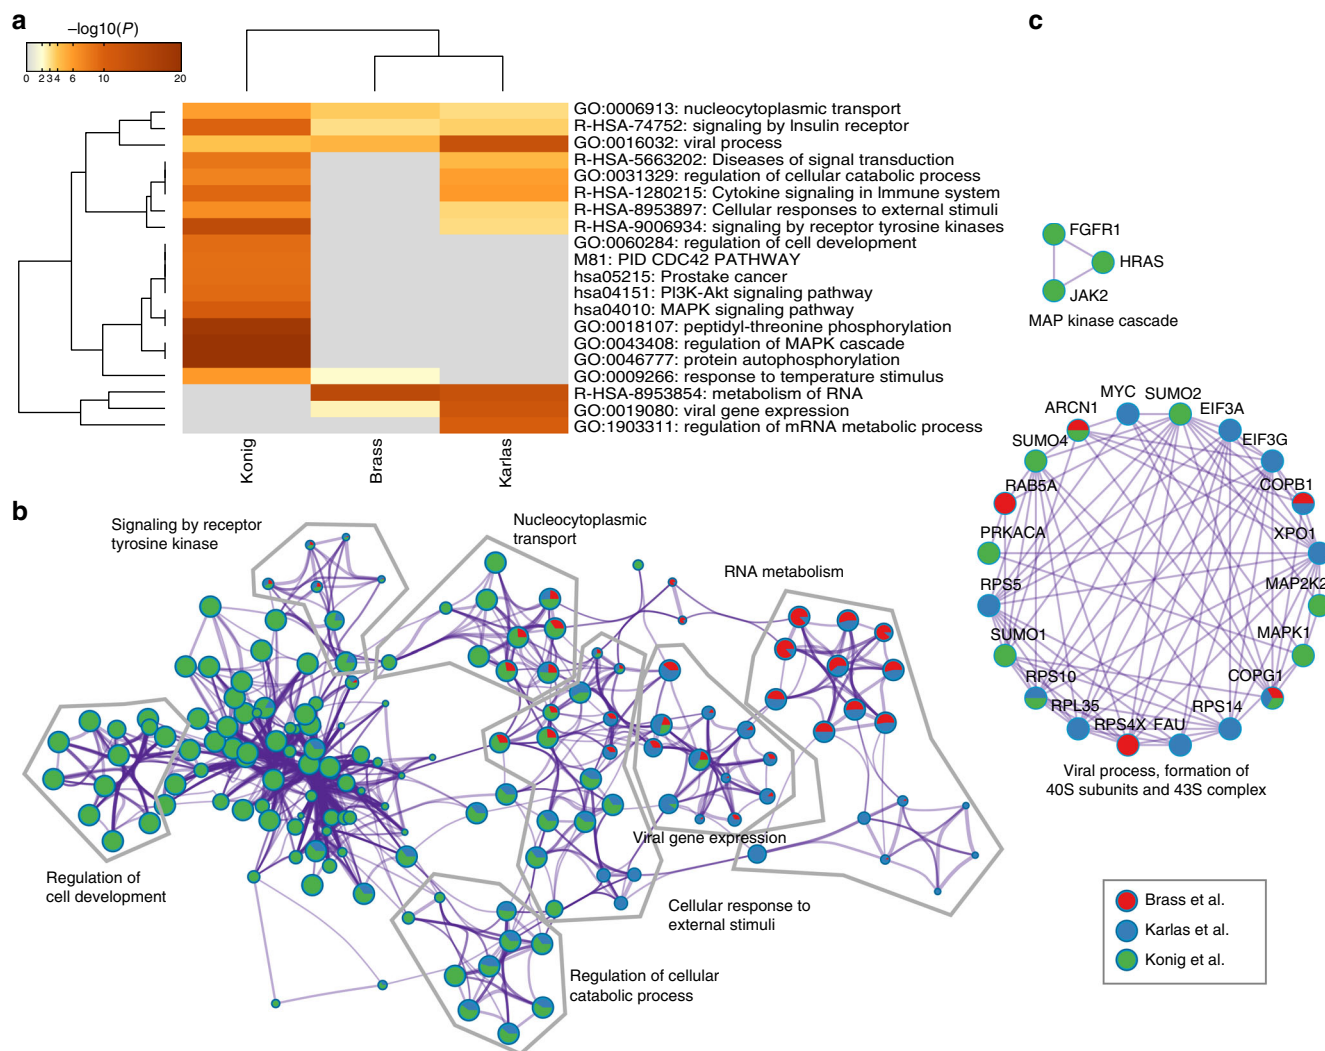 a
–log10(P)
0 2 3 4 6 10 20
GO:0006913: nucleocytoplasmic transport
R-HSA-74752: signaling by Insulin receptor
GO:0016032: viral process
R-HSA-5663202: Diseases of signal transduction
GO:0031329: regulation of cellular catabolic process
R-HSA-1280215: Cytokine signaling in Immune system
R-HSA-8953897: Cellular responses to external stimuli
R-HSA-9006934: signaling by receptor tyrosine kinases
GO:0060284: regulation of cell development
M81: PID CDC42 PATHWAY
hsa05215: Prostake cancer
hsa04151: PI3K-Akt signaling pathway
hsa04010: MAPK signaling pathway
GO:0018107: peptidyl-threonine phosphorylation
GO:0043408: regulation of MAPK cascade
GO:0046777: protein autophosphorylation
GO:0009266: response to temperature stimulus
R-HSA-8953854: metabolism of RNA
GO:0019080: viral gene expression
GO:1903311: regulation of mRNA metabolic process
Konig
Brass
Karlas
b
Signaling by receptor
tyrosine kinase
Nucleocytoplasmic
transport
RNA metabolism
Regulation of
cell development
Viral gene expression
Cellular response to
external stimuli
Regulation of cellular
catabolic process
c
FGFR1
HRAS
JAK2
MAP kinase cascade
MYC
SUMO2
ARCN1
EIF3A
SUMO4
EIF3G
RAB5A
COPB1
PRKACA
XPO1
RPS5
MAP2K2
SUMO1
MAPK1
RPS10
COPG1
RPL35
RPS14
RPS4X
FAU
Viral process, formation of
40S subunits and 43S complex
Brass et al.
Karlas et al.
Konig et al.